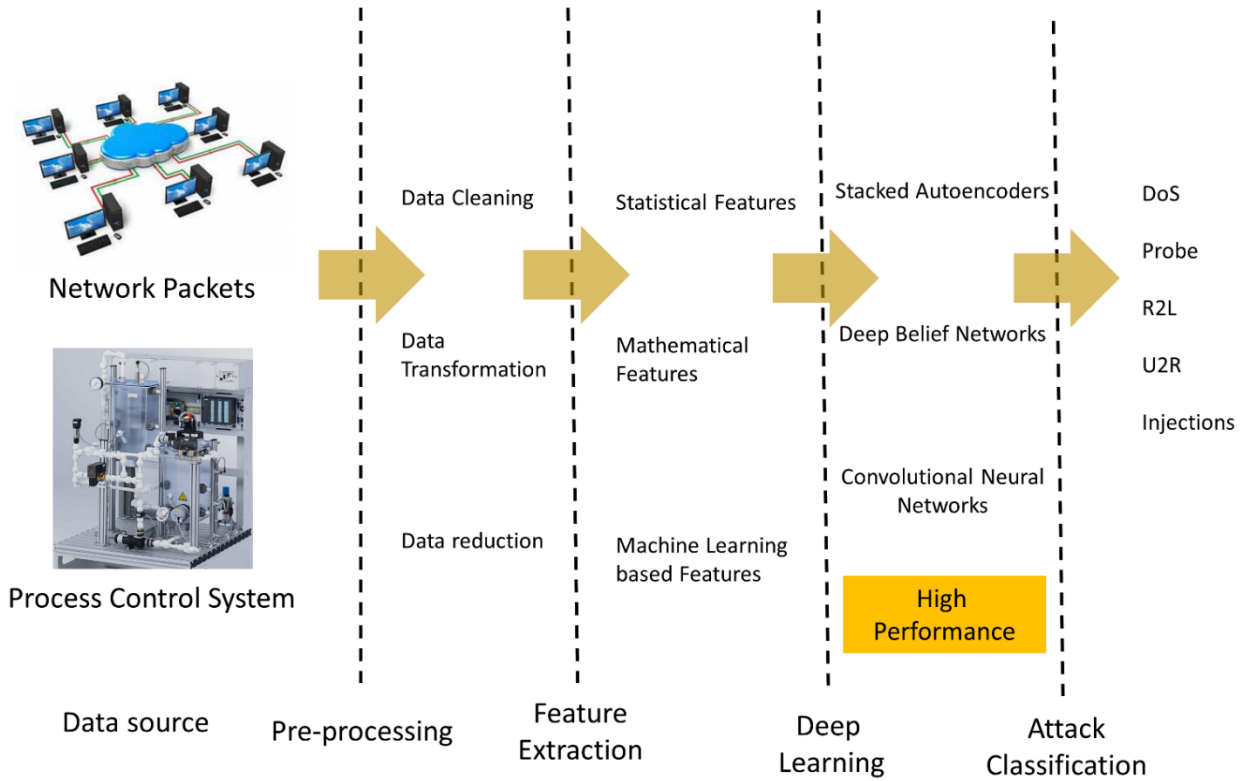 Network Packets
Process Control System
Data source
Data Cleaning
Data
Transformation
Data reduction
Pre-processing
Statistical Features
Mathematical
Features
Machine Learning
based Features
Feature
Extraction
Stacked Autoencoders
Deep Belief Networks
Convolutional Neural
Networks
High
Performance
Deep
Learning
DoS
Probe
R2L
U2R
Injections
Attack
Classification